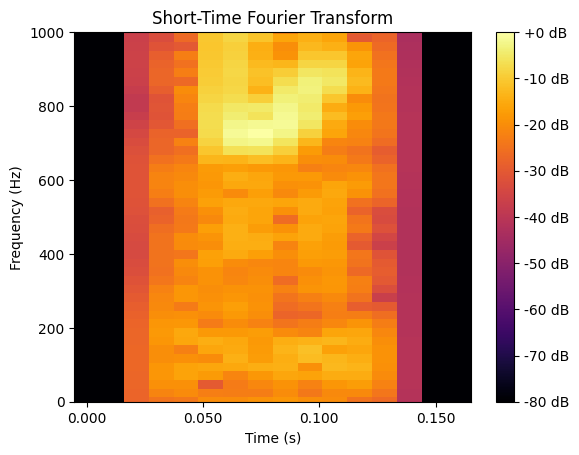 Short-Time Fourier Transform
1000
800
600
400
200
0
Frequency (Hz)
0.000
0.050
0.100
0.150
Time (s)
+0 dB
-10 dB
-20 dB
-30 dB
-40 dB
-50 dB
-60 dB
-70 dB
-80 dB